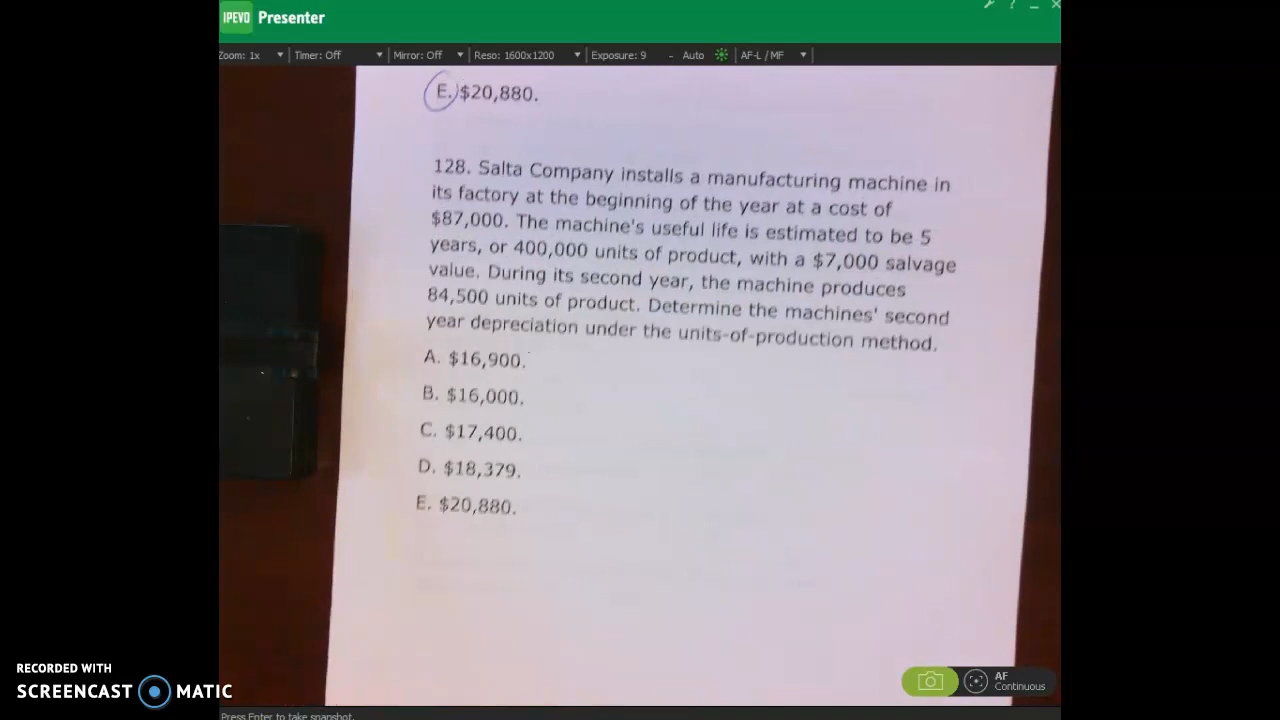 IPEVO Presenter
Zoom: 1x Timer: Off Mirror: Off Reso: 1600x1200 Exposure: 9 - Auto AF-L / MF
E. $20,880.
128. Salta Company installs a manufacturing machine in
its factory at the beginning of the year at a cost of
$87,000. The machine's useful life is estimated to be 5
years, or 400,000 units of product, with a $7,000 salvage
value. During its second year, the machine produces
84,500 units of product. Determine the machines' second
year depreciation under the units-of-production method.
A. $16,900.
B. $16,000.
C. $17,400.
D. $18,379.
E. $20,880.
RECORDED WITH
SCREENCAST MATIC
AF
Continuous
Press Enter to take snapshot.